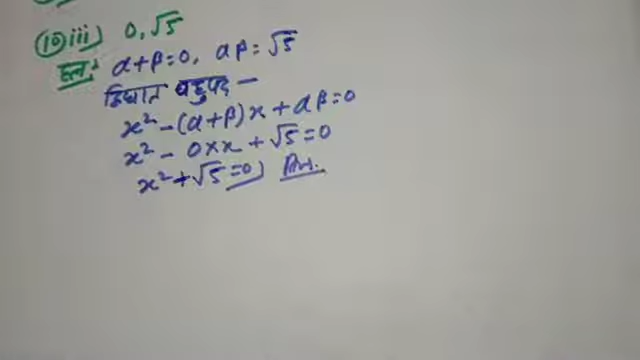 (10) iii) 0, √5
हल: α+β=0, αβ=√5
द्विघात बहुपद —
x² - (α+β)x + αβ=0
x² - 0×x + √5=0
x² + √5=0 Ans.